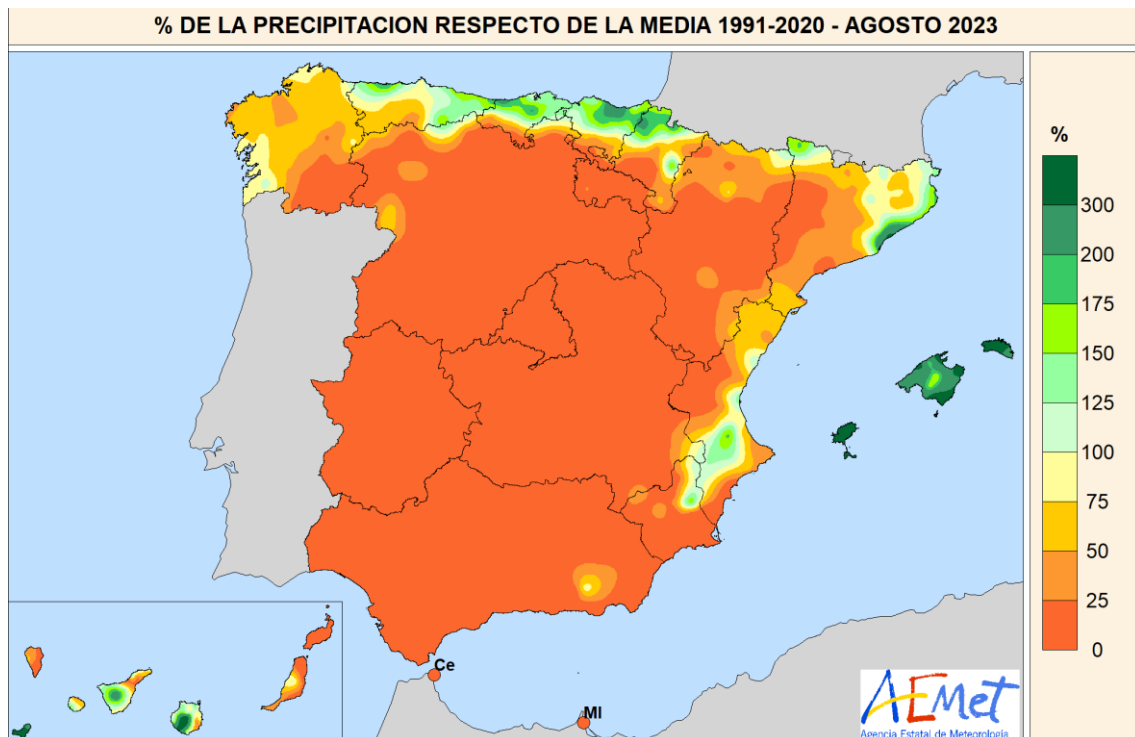 % DE LA PRECIPITACION RESPECTO DE LA MEDIA 1991-2020 - AGOSTO 2023
%
300
200
175
150
125
100
75
50
25
0
Ce
Ml
AEMet
Agencia Estatal de Meteorología